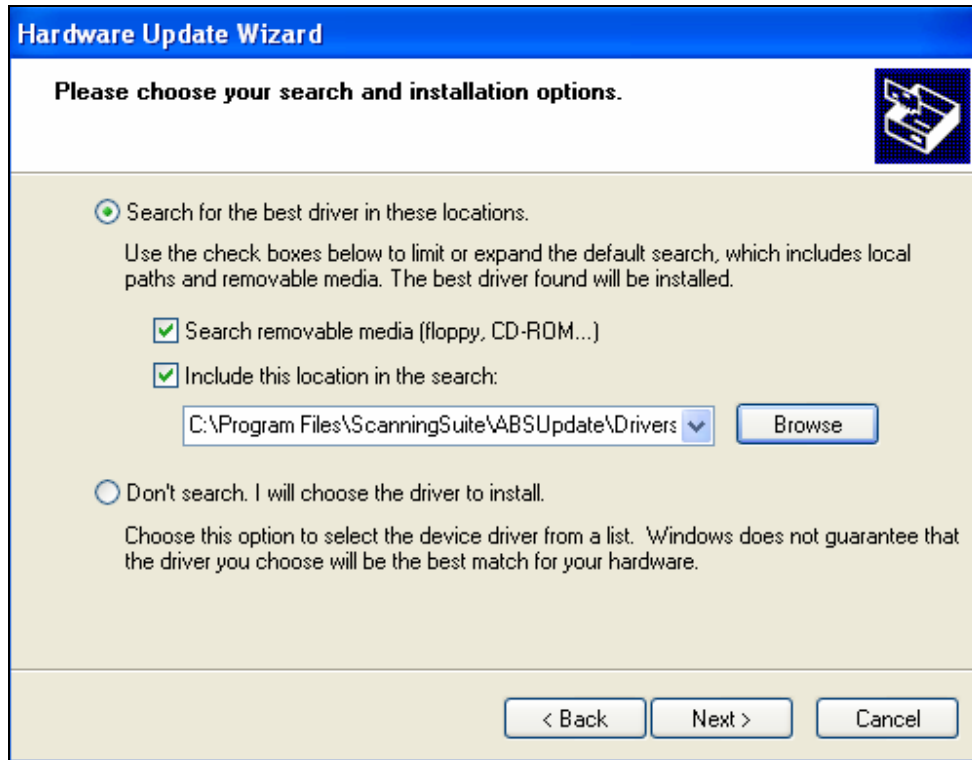 Hardware Update Wizard
Please choose your search and installation options.
Search for the best driver in these locations.
Use the check boxes below to limit or expand the default search, which includes local
paths and removable media. The best driver found will be installed.
Search removable media (floppy, CD-ROM...)
Include this location in the search:
C:\Program Files\ScanningSuite\ABSUpdate\Drivers
Browse
Don't search. I will choose the driver to install.
Choose this option to select the device driver from a list. Windows does not guarantee that
the driver you choose will be the best match for your hardware.
< Back Next > Cancel